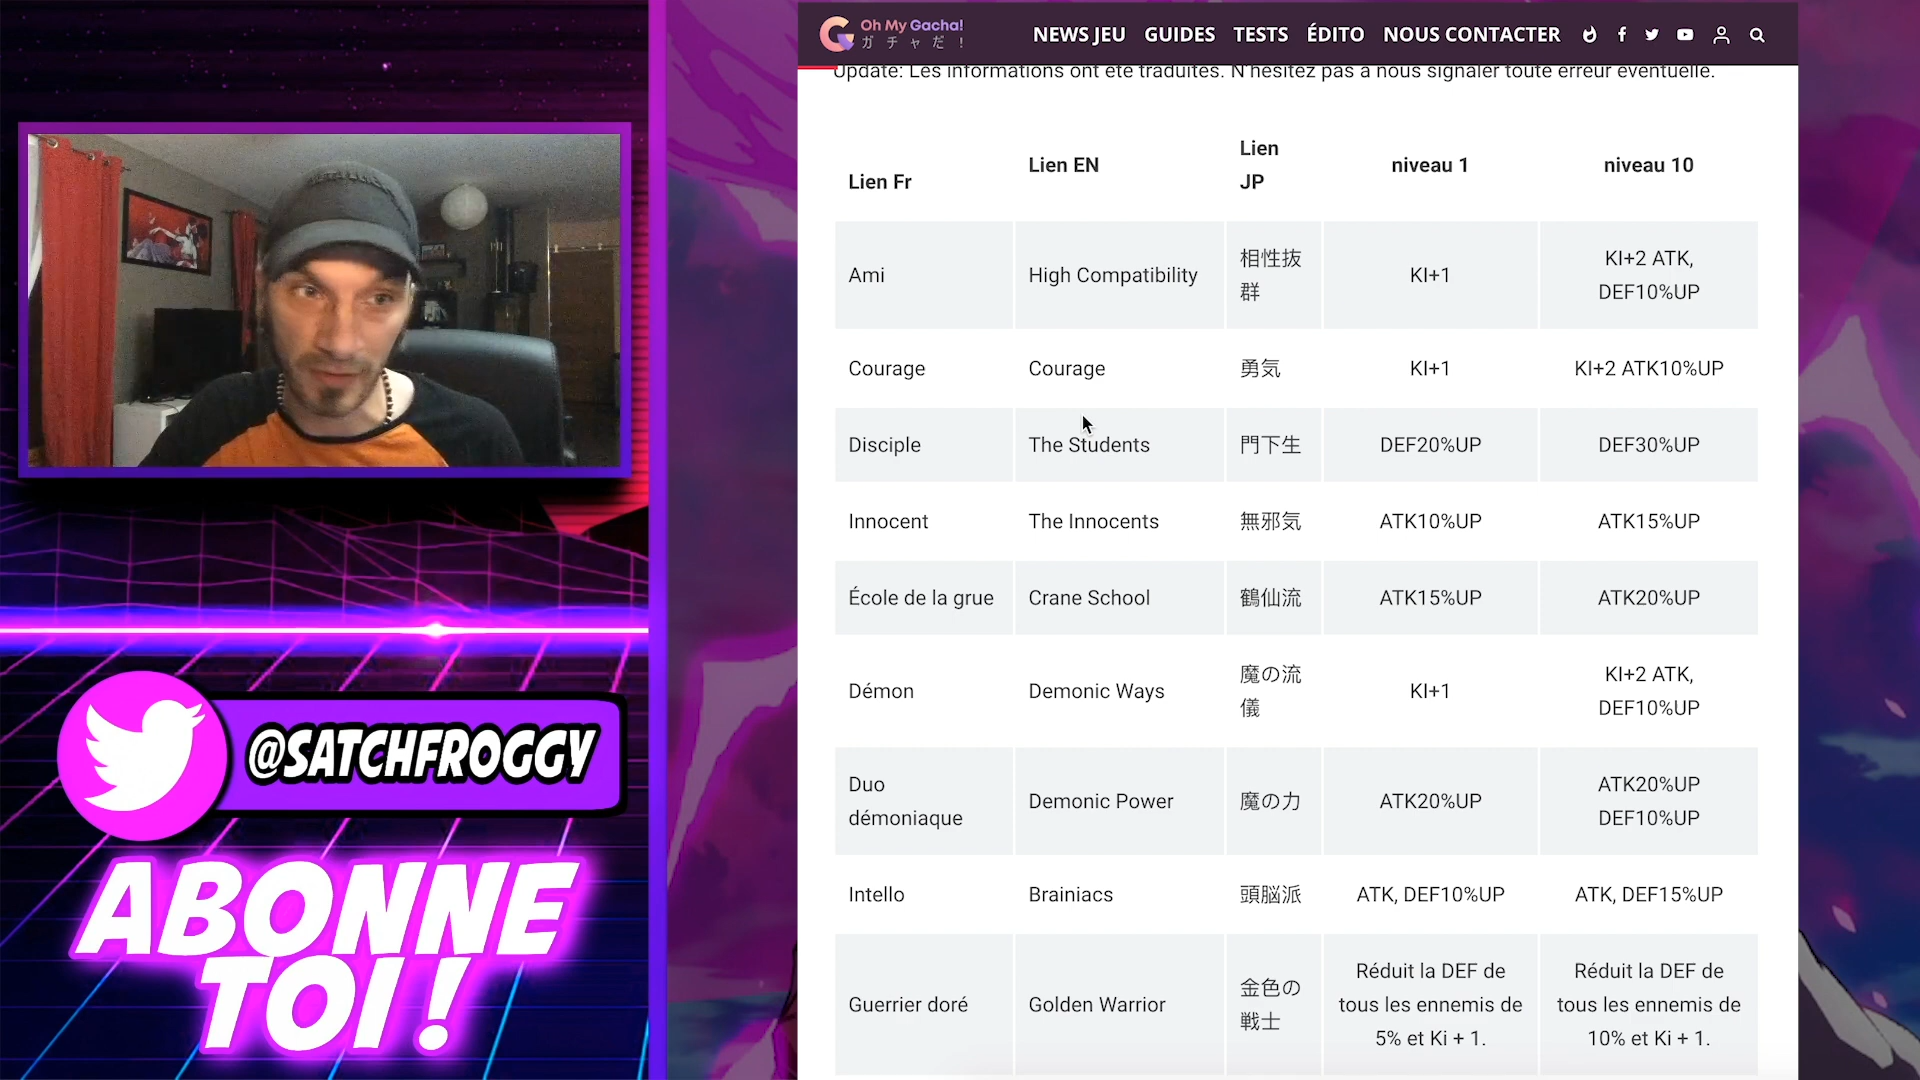 @SATCHFROGGY
ABONNE
TOI !
Oh My Gacha!
ガチャだ!
NEWS JEU GUIDES TESTS ÉDITO NOUS CONTACTER
Update: Les informations ont été traduites. N'hésitez pas à nous signaler toute erreur éventuelle.
Lien Fr
Lien EN
Lien
JP
niveau 1
niveau 10
Ami
High Compatibility
相性抜
群
KI+1
KI+2 ATK,
DEF10%UP
Courage
Courage
勇気
KI+1
KI+2 ATK10%UP
Disciple
The Students
門下生
DEF20%UP
DEF30%UP
Innocent
The Innocents
無邪気
ATK10%UP
ATK15%UP
École de la grue
Crane School
鶴仙流
ATK15%UP
ATK20%UP
Démon
Demonic Ways
魔の流
儀
KI+1
KI+2 ATK,
DEF10%UP
Duo
démoniaque
Demonic Power
魔の力
ATK20%UP
ATK20%UP
DEF10%UP
Intello
Brainiacs
頭脳派
ATK, DEF10%UP
ATK, DEF15%UP
Guerrier doré
Golden Warrior
金色の
戦士
Réduit la DEF de
tous les ennemis de
5% et Ki + 1.
Réduit la DEF de
tous les ennemis de
10% et Ki + 1.